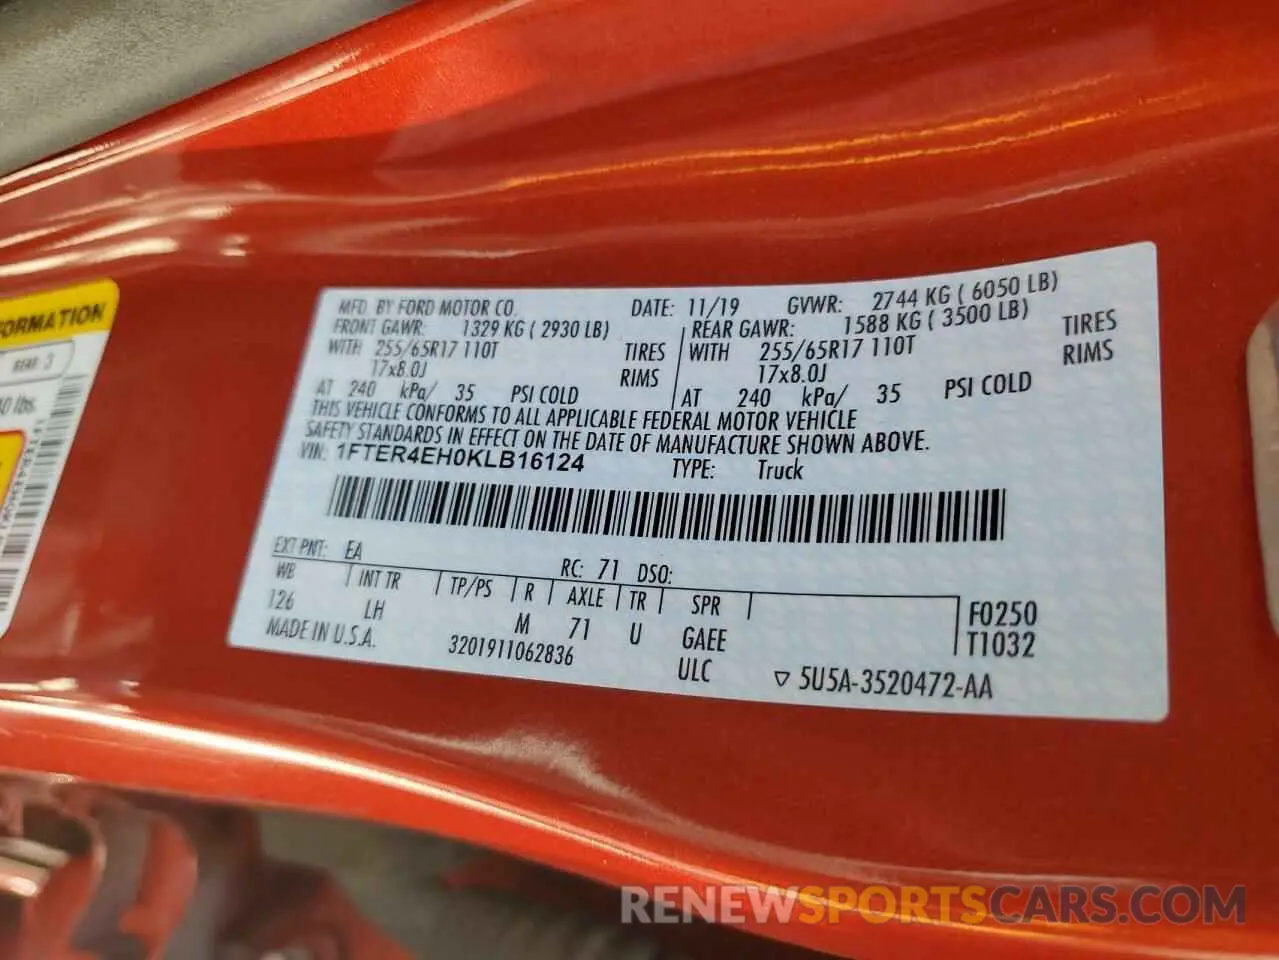 FORMATION
REAR 3
lbs.
MFD. BY FORD MOTOR CO. DATE: 11/19 GVWR: 2744 KG ( 6050 LB)
FRONT GAWR: 1329 KG ( 2930 LB) REAR GAWR: 1588 KG ( 3500 LB)
WITH 255/65R17 110T TIRES WITH 255/65R17 110T TIRES
17x8.0J RIMS 17x8.0J RIMS
AT 240 kPa/ 35 PSI COLD AT 240 kPa/ 35 PSI COLD
THIS VEHICLE CONFORMS TO ALL APPLICABLE FEDERAL MOTOR VEHICLE
SAFETY STANDARDS IN EFFECT ON THE DATE OF MANUFACTURE SHOWN ABOVE.
VIN: 1FTER4EH0KLB16124 TYPE: Truck
EXT PNT: EA RC: 71 DSO:
WB INT TR TP/PS R AXLE TR SPR
126 LH M 71 U GAEE F0250
T1032
MADE IN U.S.A. 3201911062836 ULC ▽ 5U5A-3520472-AA
RENEWSPORTSCARS.COM